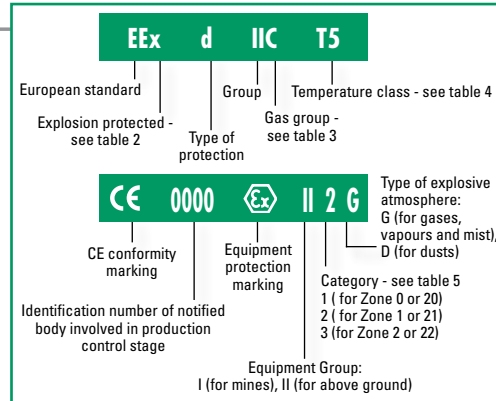 EEx d IIC T5
European standard
Group
Temperature class - see table 4
Explosion protected -
see table 2
Type of
protection
Gas group -
see table 3
CE 0000 Ex II 2 G
Type of explosive
atmosphere:
G (for gases,
vapours and mist),
D (for dusts)
CE conformity
marking
Equipment
protection
marking
Category - see table 5
1 ( for Zone 0 or 20)
2 ( for Zone 1 or 21)
3 (for Zone 2 or 22)
Identification number of notified
body involved in production
control stage
Equipment Group:
I (for mines), II (for above ground)